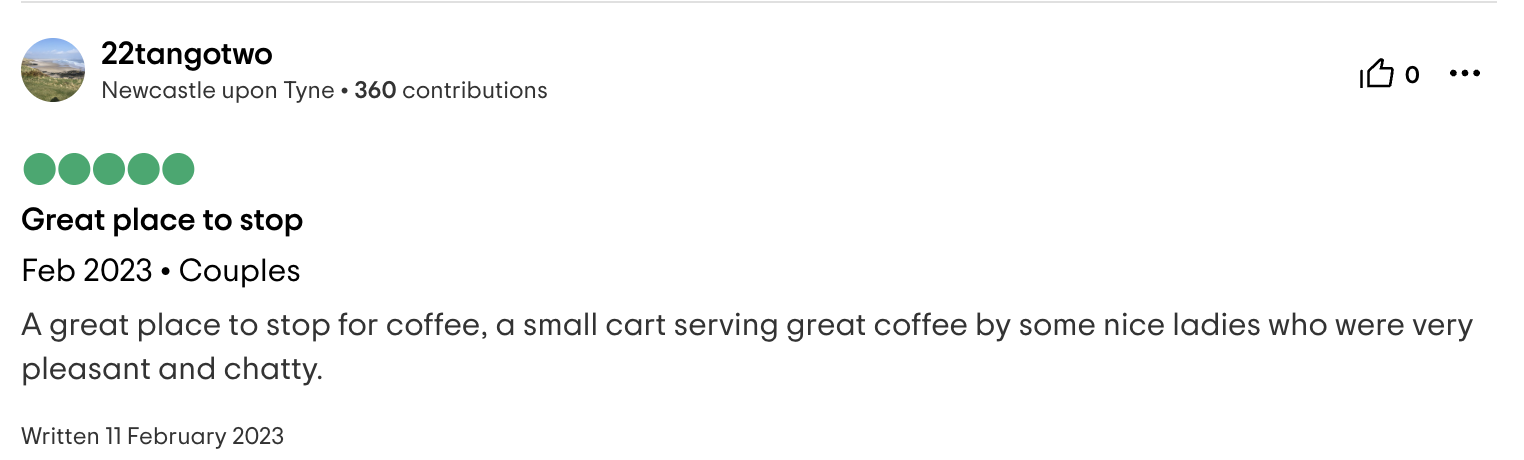 22tangotwo
Newcastle upon Tyne • 360 contributions
0
Great place to stop
Feb 2023 • Couples
A great place to stop for coffee, a small cart serving great coffee by some nice ladies who were very
pleasant and chatty.
Written 11 February 2023